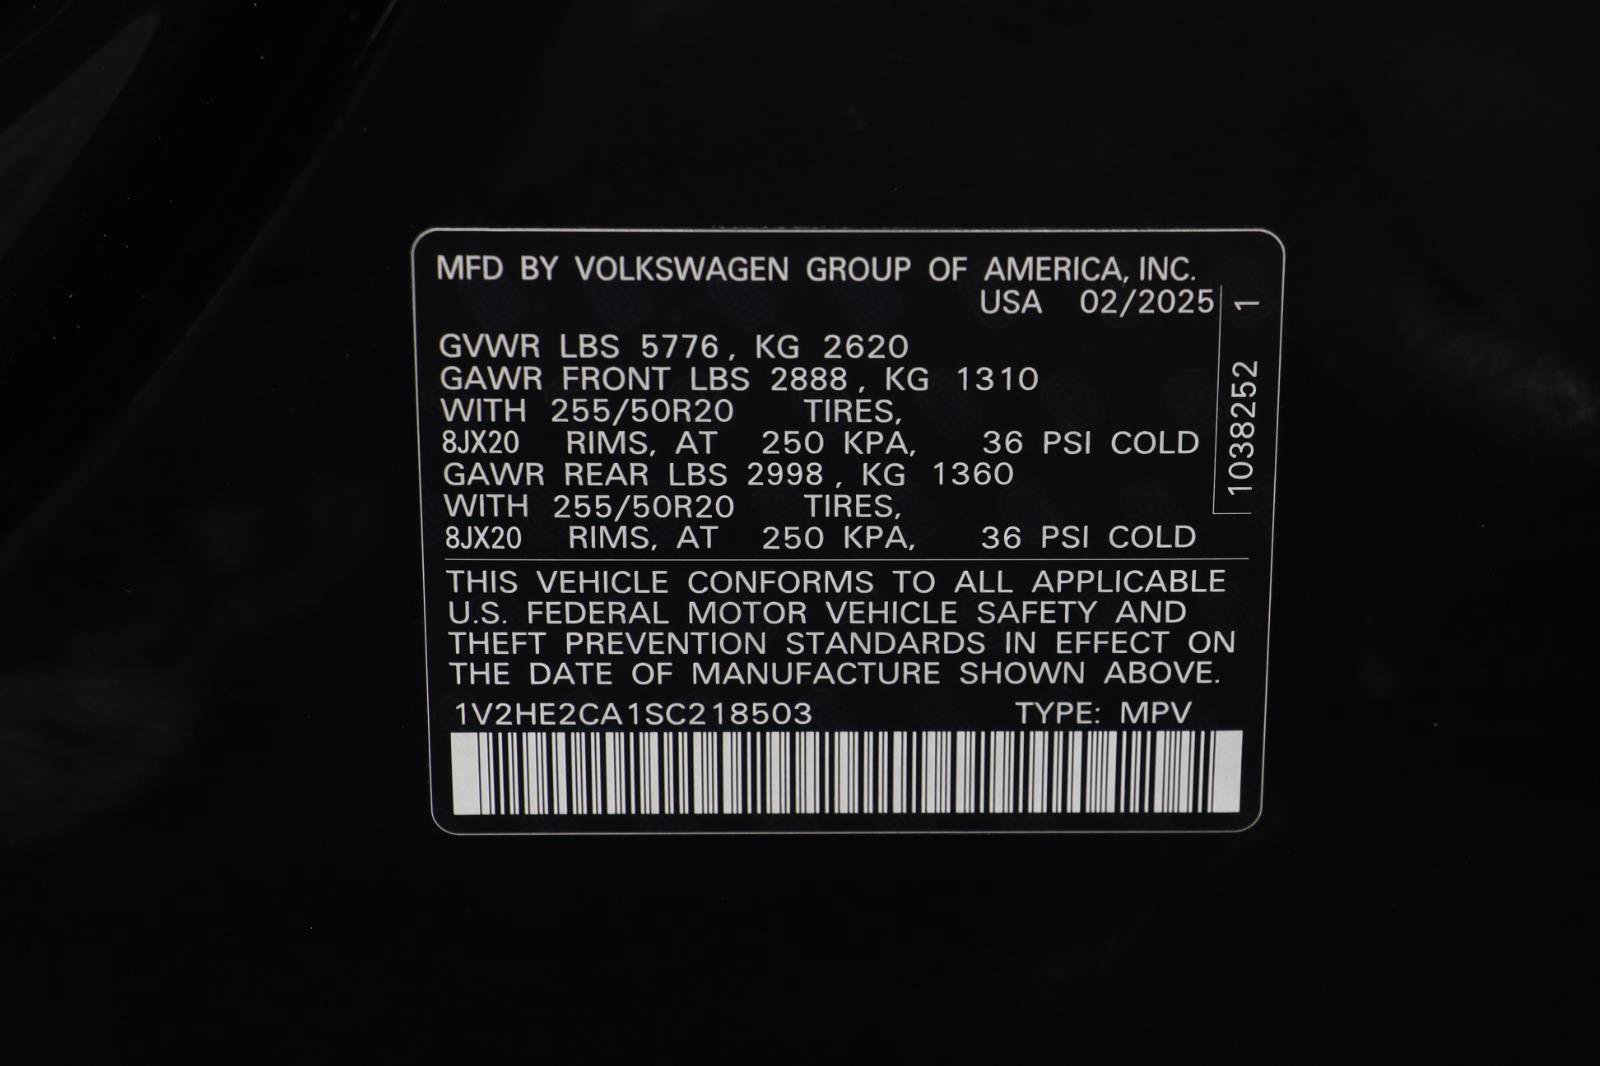 MFD BY VOLKSWAGEN GROUP OF AMERICA, INC.
USA 02/2025
GVWR LBS 5776, KG 2620
GAWR FRONT LBS 2888, KG 1310
WITH 255/50R20 TIRES,
8JX20 RIMS, AT 250 KPA, 36 PSI COLD
GAWR REAR LBS 2998, KG 1360
WITH 255/50R20 TIRES,
8JX20 RIMS, AT 250 KPA, 36 PSI COLD
1038252 1
THIS VEHICLE CONFORMS TO ALL APPLICABLE
U.S. FEDERAL MOTOR VEHICLE SAFETY AND
THEFT PREVENTION STANDARDS IN EFFECT ON
THE DATE OF MANUFACTURE SHOWN ABOVE.
1V2HE2CA1SC218503 TYPE: MPV